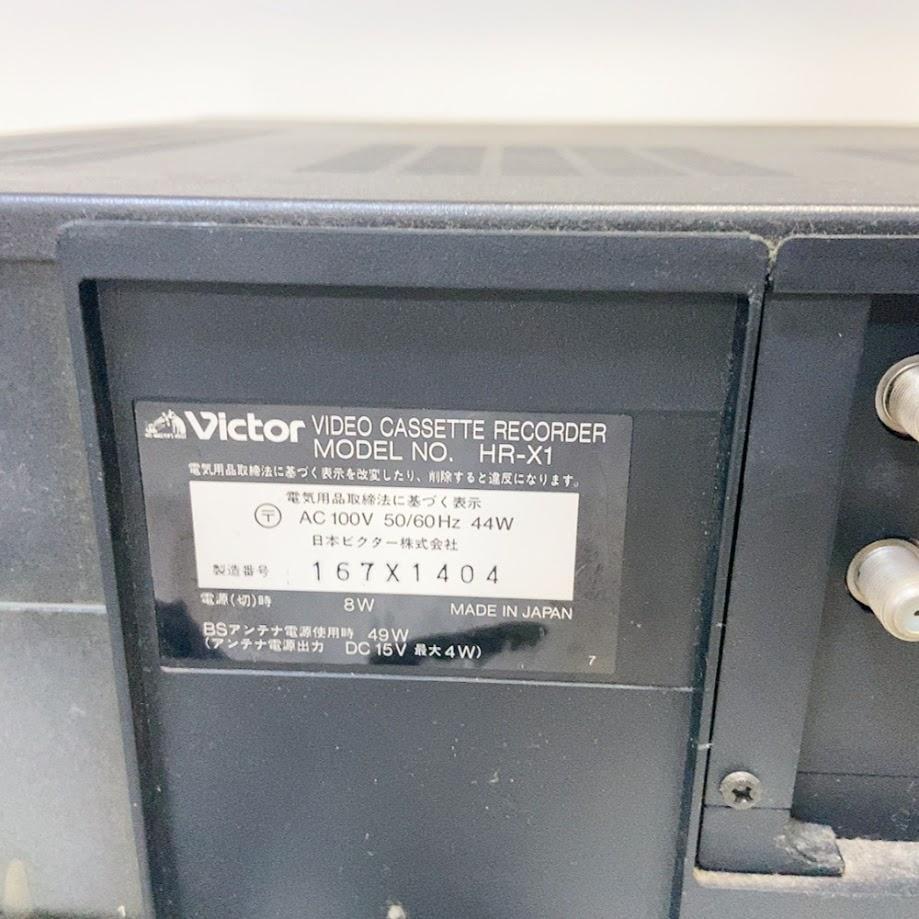 Victor VIDEO CASSETTE RECORDER
MODEL NO. HR-X1
電気用品取締法に基づく表示を改変したり、削除すると違反になります。
電気用品取締法に基づく表示
〒 AC 100V 50/60Hz 44W
日本ビクター株式会社
製造番号 167X1404
電源(切)時 8W MADE IN JAPAN
BSアンテナ電源使用時 49W
(アンテナ電源出力 DC 15V 最大4W)
7